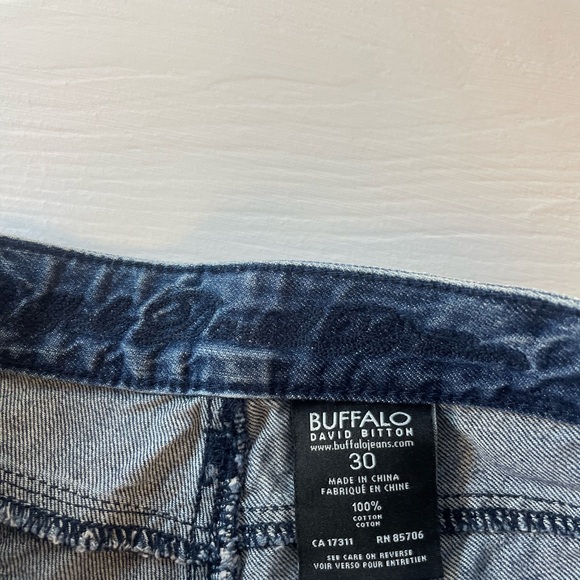 BUFFALO
DAVID BITTON
www.buffalojeans.com
30
MADE IN CHINA
FABRIQUÉ EN CHINE
100%
COTTON
COTON
CA 17311 RN 85706
SEE CARE ON REVERSE
VOIR VERSO POUR ENTRETIEN